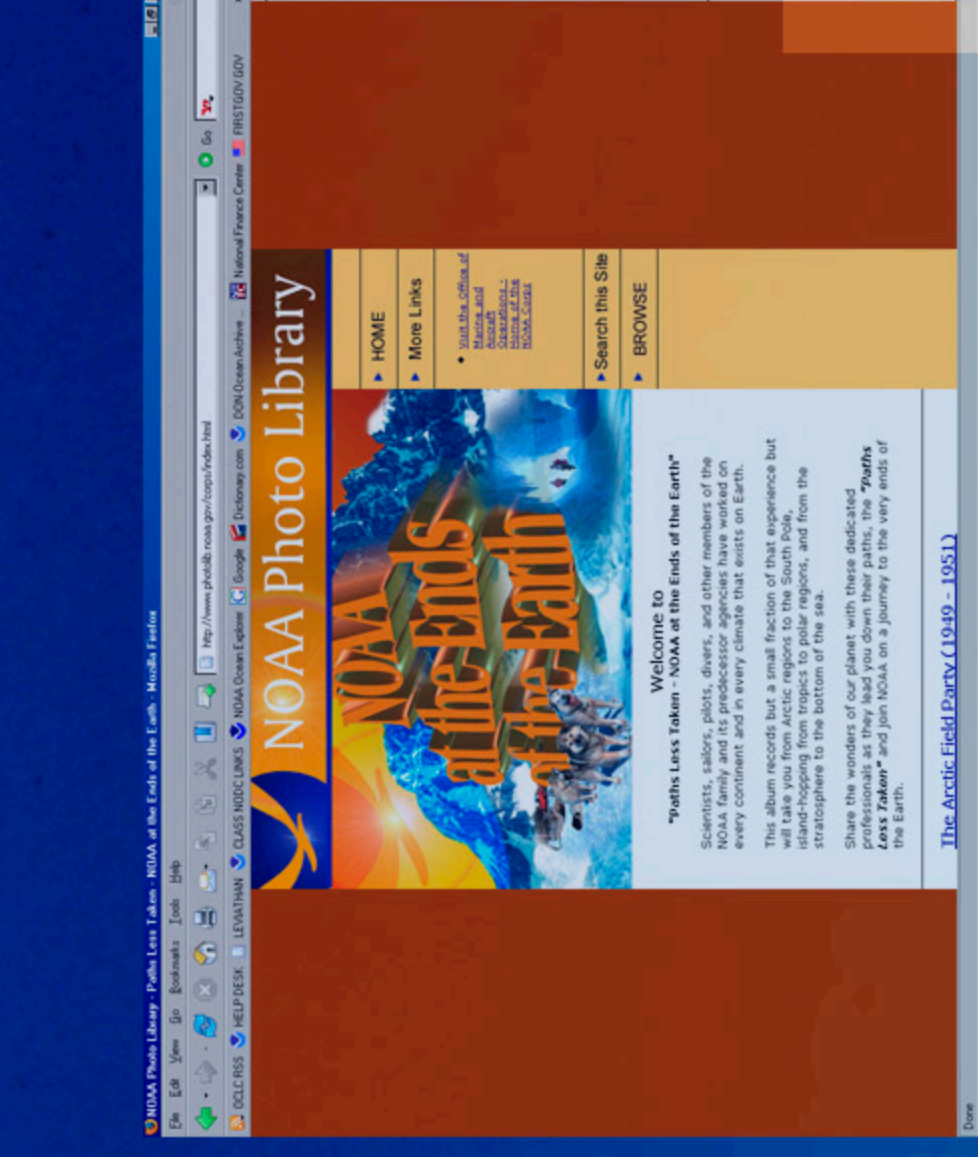 NOAA Photo Library - Paths Less Taken - NOAA at the Ends of the Earth - Mozilla Firefox
File Edit View Go Bookmarks Tools Help
http://www.photolib.noaa.gov/corps/index.html
Go
OCLC RSS HELP DESK LEVIATHAN CLASS NODC LINKS NOAA Ocean Explorer Google Dictionary.com DON-Ocean Archive ... National Finance Center FIRSTGOV.GOV
NOAA Photo Library
NOAA
at the Ends
of the Earth
HOME
More Links
Visit the Office of
Marine and
Aircraft
Operations -
Home of the
NOAA Corps
Search this Site
BROWSE
Welcome to
"Paths Less Taken - NOAA at the Ends of the Earth"
Scientists, sailors, pilots, divers, and other members of the
NOAA family and its predecessor agencies have worked on
every continent and in every climate that exists on Earth.
This album records but a small fraction of that experience but
will take you from Arctic regions to the South Pole,
island-hopping from tropics to polar regions, and from the
stratosphere to the bottom of the sea.
Share the wonders of our planet with these dedicated
professionals as they lead you down their paths, the "Paths
Less Taken" and join NOAA on a journey to the very ends of
the Earth.
The Arctic Field Party (1949 - 1951)
Done